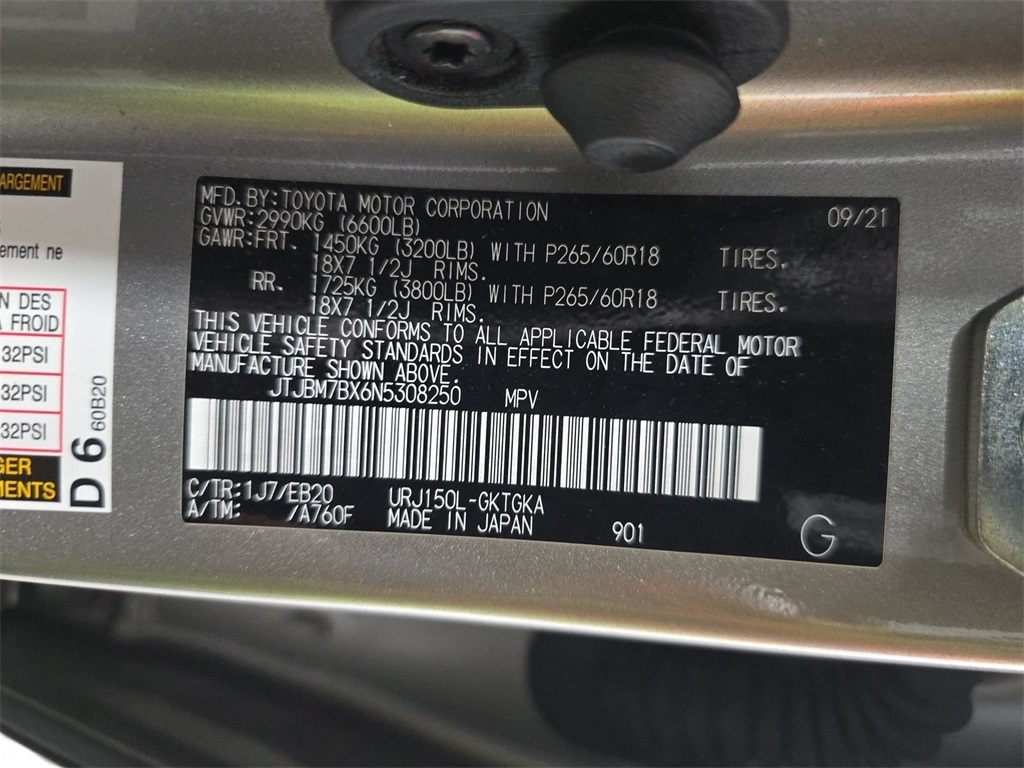 ARGEMENT
ement ne
N DES
A FROID
32PSI
32PSI
32PSI
GER
MENTS
D 6 60B20
MFD. BY: TOYOTA MOTOR CORPORATION 09/21
GVWR: 2990KG (6600LB)
GAWR: FRT. 1450KG (3200LB) WITH P265/60R18 TIRES.
18X7 1/2J RIMS.
RR. 1725KG (3800LB) WITH P265/60R18 TIRES.
18X7 1/2J RIMS.
THIS VEHICLE CONFORMS TO ALL APPLICABLE FEDERAL MOTOR
VEHICLE SAFETY STANDARDS IN EFFECT ON THE DATE OF
MANUFACTURE SHOWN ABOVE.
JTJBM7BX6N5308250 MPV
C/TR: 1J7/EB20 URJ150L-GKTGKA
A/TM: /A760F MADE IN JAPAN 901 G